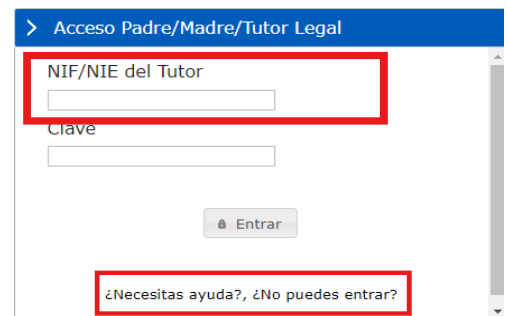 Acceso Padre/Madre/Tutor Legal
NIF/NIE del Tutor
Clave
Entrar
¿Necesitas ayuda?, ¿No puedes entrar?